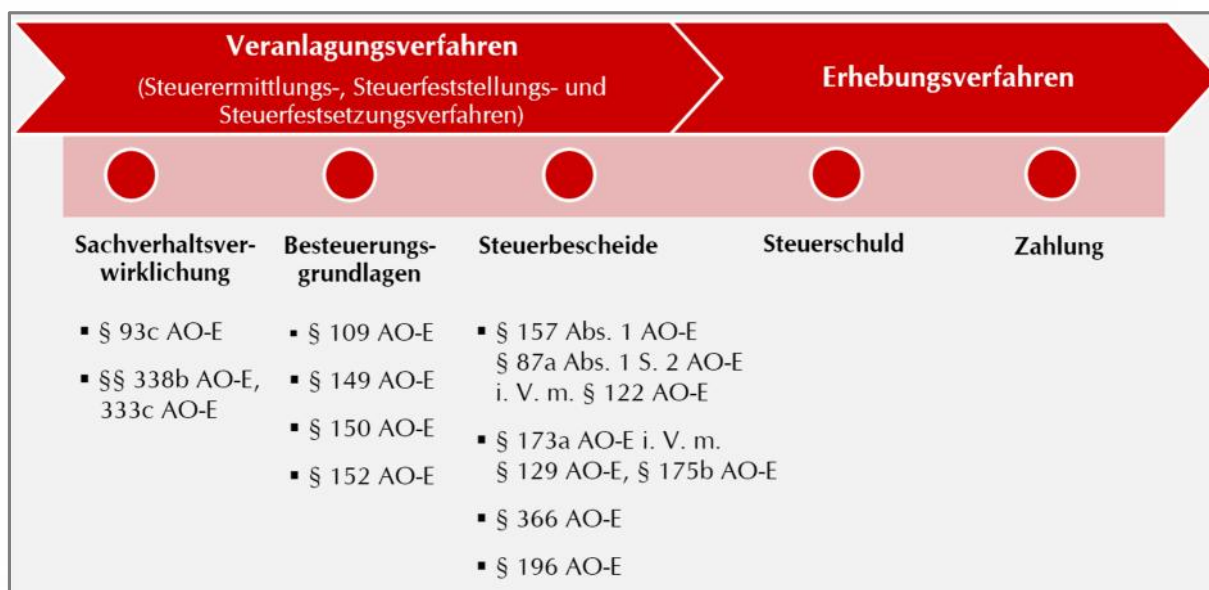 Veranlagungsverfahren
(Steuerermittlungs-, Steuerfeststellungs- und
Steuerfestsetzungsverfahren)
Erhebungsverfahren
Sachverhaltsver-
wirklichung
▪ § 93c AO-E
▪ §§ 338b AO-E,
333c AO-E
Besteuerungs-
grundlagen
▪ § 109 AO-E
▪ § 149 AO-E
▪ § 150 AO-E
▪ § 152 AO-E
Steuerbescheide
▪ § 157 Abs. 1 AO-E
§ 87a Abs. 1 S. 2 AO-E
i. V. m. § 122 AO-E
▪ § 173a AO-E i. V. m.
§ 129 AO-E, § 175b AO-E
▪ § 366 AO-E
▪ § 196 AO-E
Steuerschuld
Zahlung